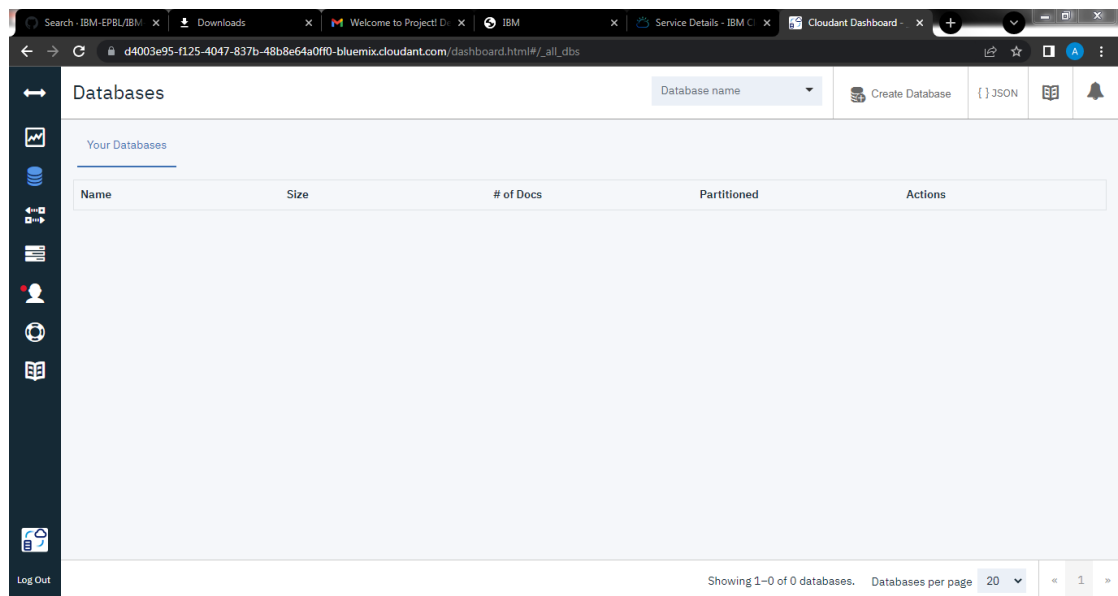 Search - IBM-EPBL/IBM Downloads Welcome to Project! De IBM Service Details - IBM Cl Cloudant Dashboard -
d4003e95-f125-4047-837b-48b8e64a0ff0-bluemix.cloudant.com/dashboard.html#/_all_dbs A
Databases Database name Create Database { } JSON
Your Databases
Name Size # of Docs Partitioned Actions
Log Out Showing 1–0 of 0 databases. Databases per page 20 « 1 »